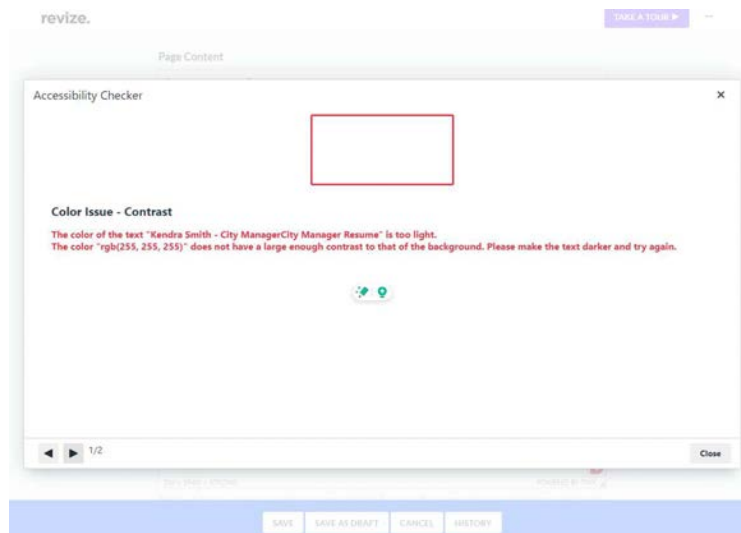 revize.
TAKE A TOUR ▶
Page Content
Accessibility Checker
×
Color Issue - Contrast
The color of the text "Kendra Smith - City ManagerCity Manager Resume" is too light.
The color "rgb(255, 255, 255)" does not have a large enough contrast to that of the background. Please make the text darker and try again.
◀ ▶ 1/2
Close
SAVE SAVE AS DRAFT CANCEL HISTORY